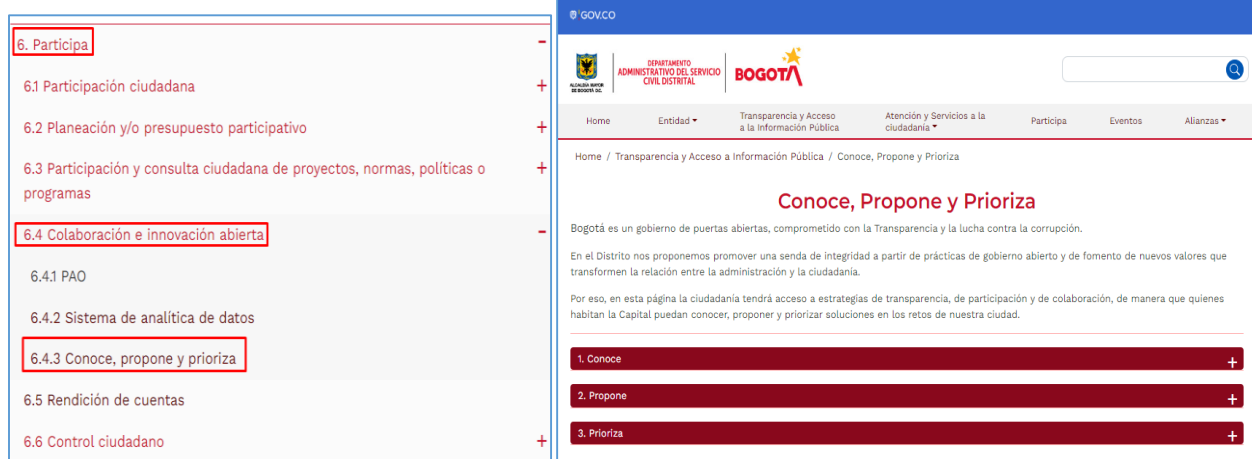 6. Participa
6.1 Participación ciudadana
6.2 Planeación y/o presupuesto participativo
6.3 Participación y consulta ciudadana de proyectos, normas, políticas o
programas
6.4 Colaboración e innovación abierta
6.4.1 PAO
6.4.2 Sistema de analítica de datos
6.4.3 Conoce, propone y prioriza
6.5 Rendición de cuentas
6.6 Control ciudadano
GOV.CO
ALCALDÍA MAYOR
DE BOGOTÁ D.C.
DEPARTAMENTO
ADMINISTRATIVO DEL SERVICIO
CIVIL DISTRITAL
BOGOTÁ
Home Entidad Transparencia y Acceso a la Información Pública Atención y Servicios a la ciudadanía Participa Eventos Alianzas
Home / Transparencia y Acceso a Información Pública / Conoce, Propone y Prioriza
Conoce, Propone y Prioriza
Bogotá es un gobierno de puertas abiertas, comprometido con la Transparencia y la lucha contra la corrupción.
En el Distrito nos proponemos promover una senda de integridad a partir de prácticas de gobierno abierto y de fomento de nuevos valores que
transformen la relación entre la administración y la ciudadanía.
Por eso, en esta página la ciudadanía tendrá acceso a estrategias de transparencia, de participación y de colaboración, de manera que quienes
habitan la Capital puedan conocer, proponer y priorizar soluciones en los retos de nuestra ciudad.
1. Conoce
2. Propone
3. Prioriza